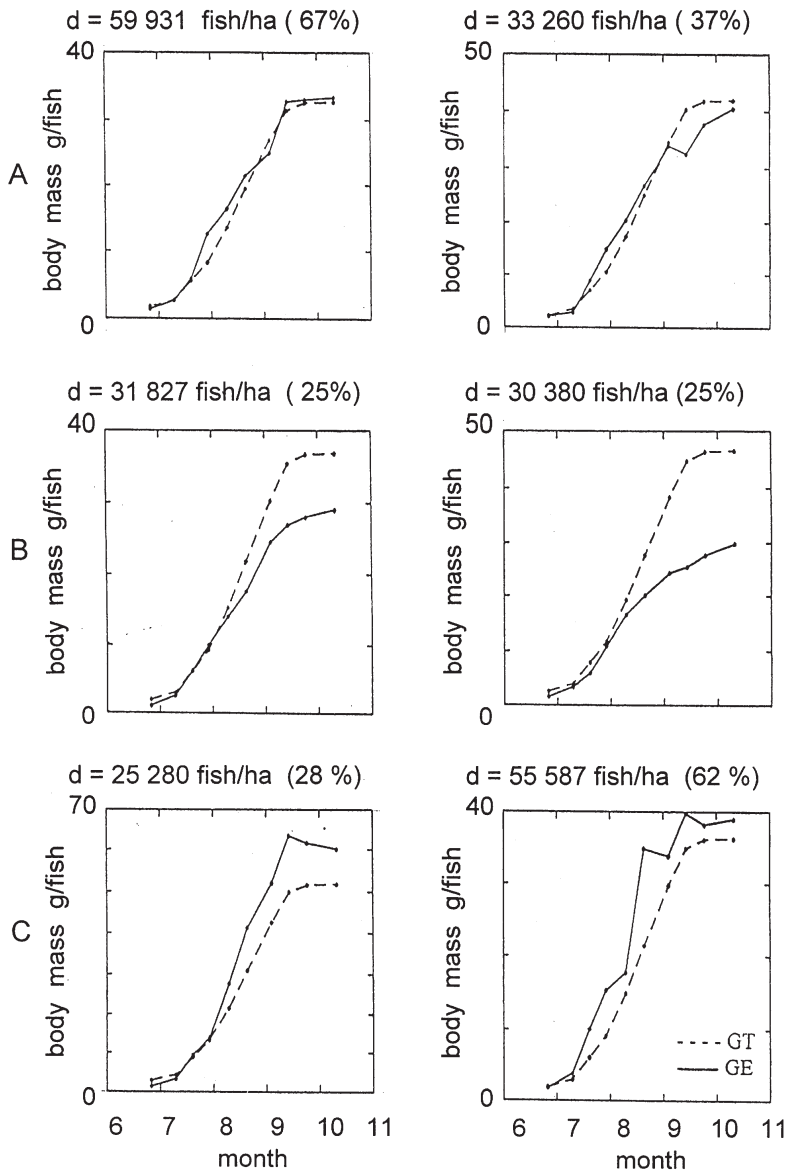 d = 59 931 fish/ha ( 67%)
d = 33 260 fish/ha ( 37%)
40
50
body mass g/fish
body mass g/fish
A
0
0
d = 31 827 fish/ha ( 25%)
d = 30 380 fish/ha (25%)
40
50
body mass g/fish
body mass g/fish
B
0
0
d = 25 280 fish/ha (28 %)
d = 55 587 fish/ha (62 %)
70
40
body mass g/fish
body mass g/fish
C
GT
GE
0
0
6 7 8 9 10 11
6 7 8 9 10 11
month
month